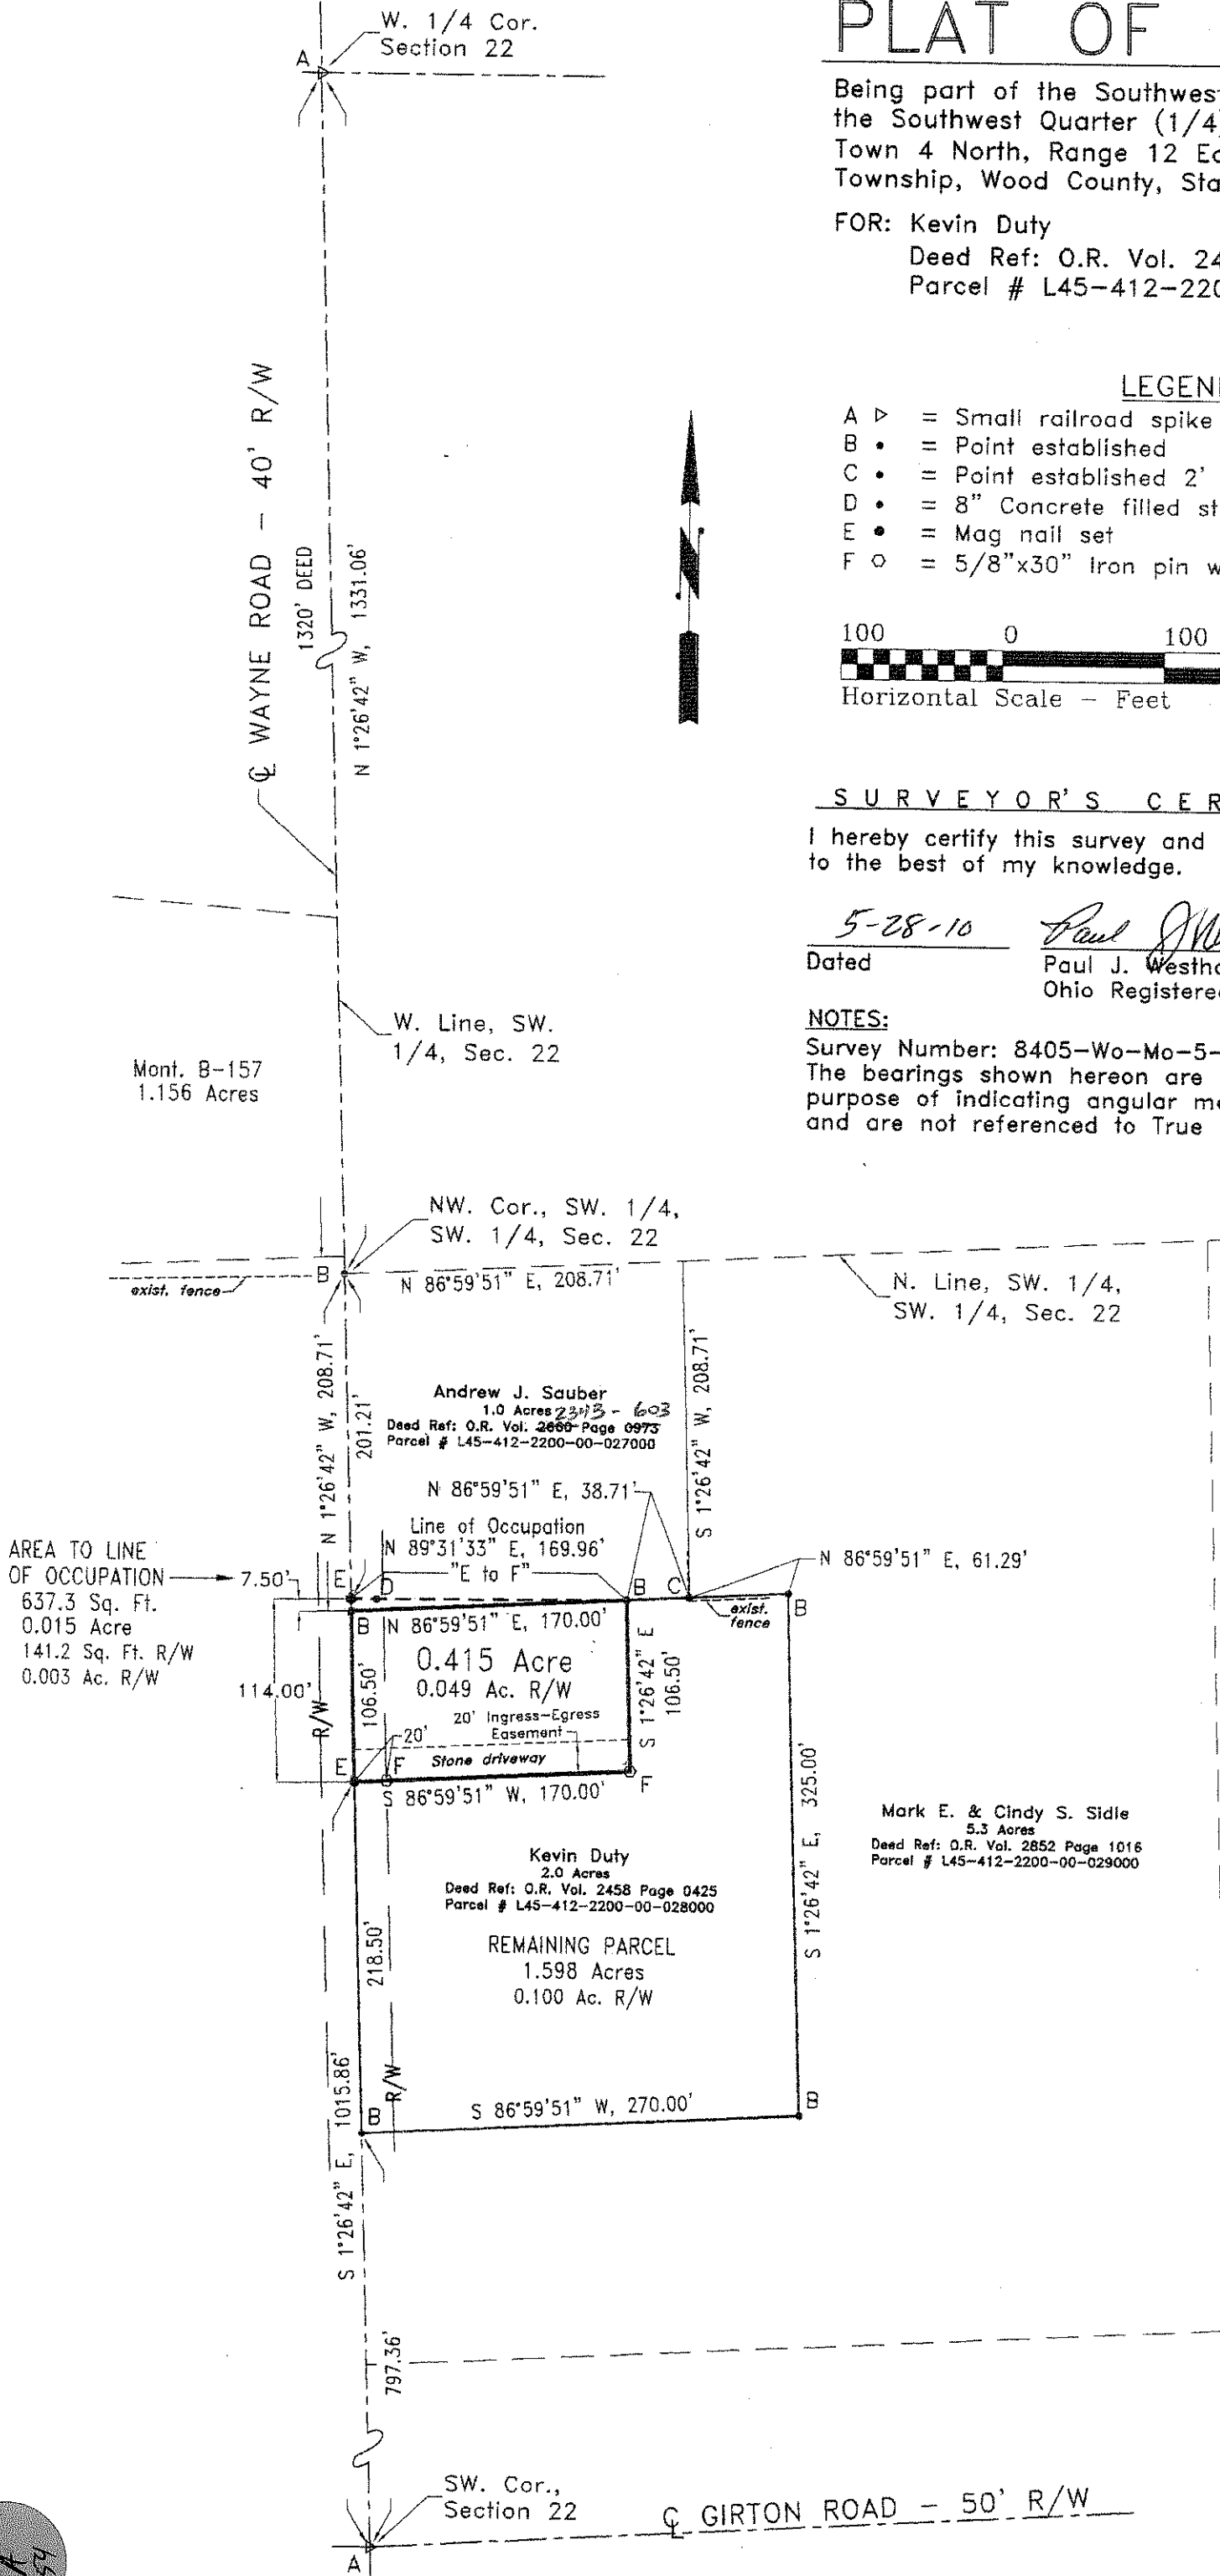 PLAT OF
Being part of the Southwest
the Southwest Quarter (1/4)
Town 4 North, Range 12 Ea
Township, Wood County, Sta
FOR: Kevin Duty
Deed Ref: O.R. Vol. 24
Parcel # L45-412-220
LEGEN
A ▷ = Small railroad spike
B • = Point established
C • = Point established 2'
D • = 8" Concrete filled st
E • = Mag nail set
F ○ = 5/8"x30" Iron pin w
100 0 100
Horizontal Scale - Feet
SURVEYOR'S CER
I hereby certify this survey and
to the best of my knowledge.
5-28-10
Dated
Paul J. Westho
Ohio Registered
NOTES:
Survey Number: 8405-Wo-Mo-5-
The bearings shown hereon are
purpose of indicating angular me
and are not referenced to True
W. 1/4 Cor.
Section 22
A
℄ WAYNE ROAD - 40' R/W
1320' DEED
N 1°26'42" W, 1331.06'
W. Line, SW.
1/4, Sec. 22
Mont. B-157
1.156 Acres
NW. Cor., SW. 1/4,
SW. 1/4, Sec. 22
B
exist. fence
N 86°59'51" E, 208.71'
N. Line, SW. 1/4,
SW. 1/4, Sec. 22
N 1°26'42" W, 208.71'
201.21'
S 1°26'42" W, 208.71'
Andrew J. Sauber
1.0 Acres 2343-603
Deed Ref: O.R. Vol. 2660 Page 0973
Parcel # L45-412-2200-00-027000
N 86°59'51" E, 38.71'
Line of Occupation
N 89°31'33" E, 169.96'
"E to F"
N 86°59'51" E, 61.29'
AREA TO LINE
OF OCCUPATION
637.3 Sq. Ft.
0.015 Acre
141.2 Sq. Ft. R/W
0.003 Ac. R/W
7.50'
E
D
B
C
B
exist.
fence
B
N 86°59'51" E, 170.00'
0.415 Acre
0.049 Ac. R/W
114.00'
R/W
106.50'
S 1°26'42" E
106.50'
20' Ingress-Egress
Easement
20'
Stone driveway
E
F
F
S 86°59'51" W, 170.00'
S 1°26'42" E, 325.00'
Mark E. & Cindy S. Sidle
5.3 Acres
Deed Ref: O.R. Vol. 2852 Page 1016
Parcel # L45-412-2200-00-029000
Kevin Duty
2.0 Acres
Deed Ref: O.R. Vol. 2458 Page 0425
Parcel # L45-412-2200-00-028000
REMAINING PARCEL
1.598 Acres
0.100 Ac. R/W
218.50'
R/W
S 86°59'51" W, 270.00'
B
B
S 1°26'42" E, 1015.86'
797.36'
SW. Cor.,
Section 22
℄ GIRTON ROAD - 50' R/W
A